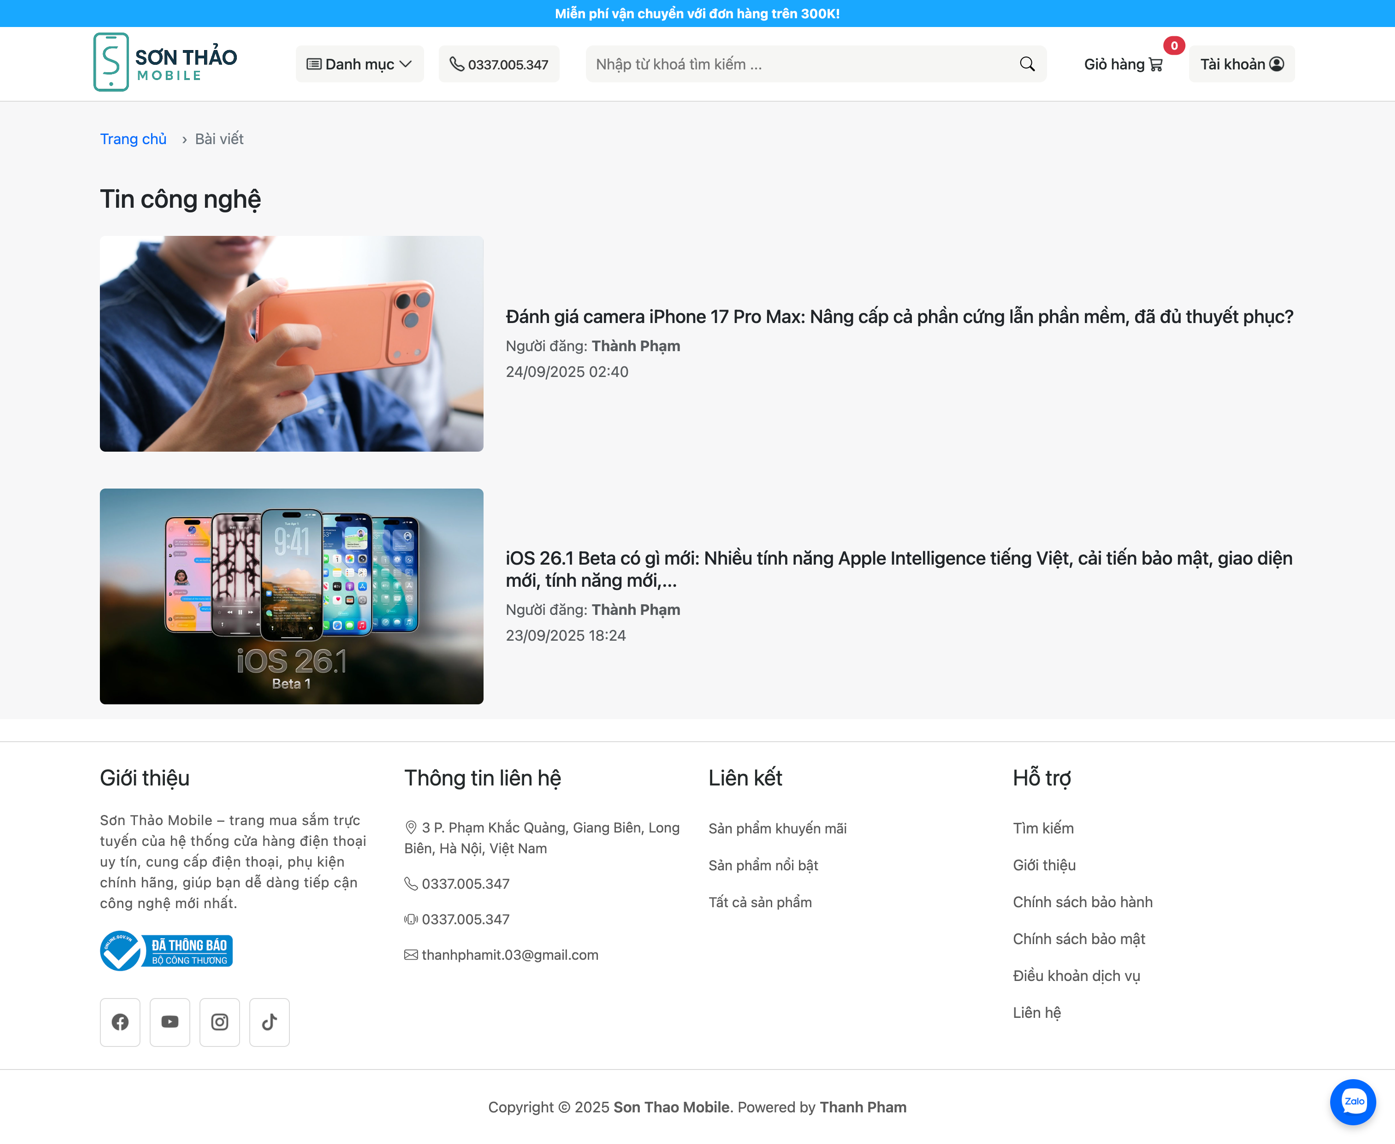 Miễn phí vận chuyển với đơn hàng trên 300K!
SƠN THẢO
MOBILE
Danh mục
0337.005.347
Nhập từ khoá tìm kiếm ...
Giỏ hàng
0
Tài khoản
Trang chủ › Bài viết
Tin công nghệ
Đánh giá camera iPhone 17 Pro Max: Nâng cấp cả phần cứng lẫn phần mềm, đã đủ thuyết phục?
Người đăng: Thành Phạm
24/09/2025 02:40
9:41
iOS 26.1
Beta 1
iOS 26.1 Beta có gì mới: Nhiều tính năng Apple Intelligence tiếng Việt, cải tiến bảo mật, giao diện
mới, tính năng mới,...
Người đăng: Thành Phạm
23/09/2025 18:24
Giới thiệu
Sơn Thảo Mobile – trang mua sắm trực
tuyến của hệ thống cửa hàng điện thoại
uy tín, cung cấp điện thoại, phụ kiện
chính hãng, giúp bạn dễ dàng tiếp cận
công nghệ mới nhất.
ONLINE.GOV.VN
ĐÃ THÔNG BÁO
BỘ CÔNG THƯƠNG
Thông tin liên hệ
3 P. Phạm Khắc Quảng, Giang Biên, Long
Biên, Hà Nội, Việt Nam
0337.005.347
0337.005.347
thanhphamit.03@gmail.com
Liên kết
Sản phẩm khuyến mãi
Sản phẩm nổi bật
Tất cả sản phẩm
Hỗ trợ
Tìm kiếm
Giới thiệu
Chính sách bảo hành
Chính sách bảo mật
Điều khoản dịch vụ
Liên hệ
Copyright © 2025 Son Thao Mobile. Powered by Thanh Pham
Zalo